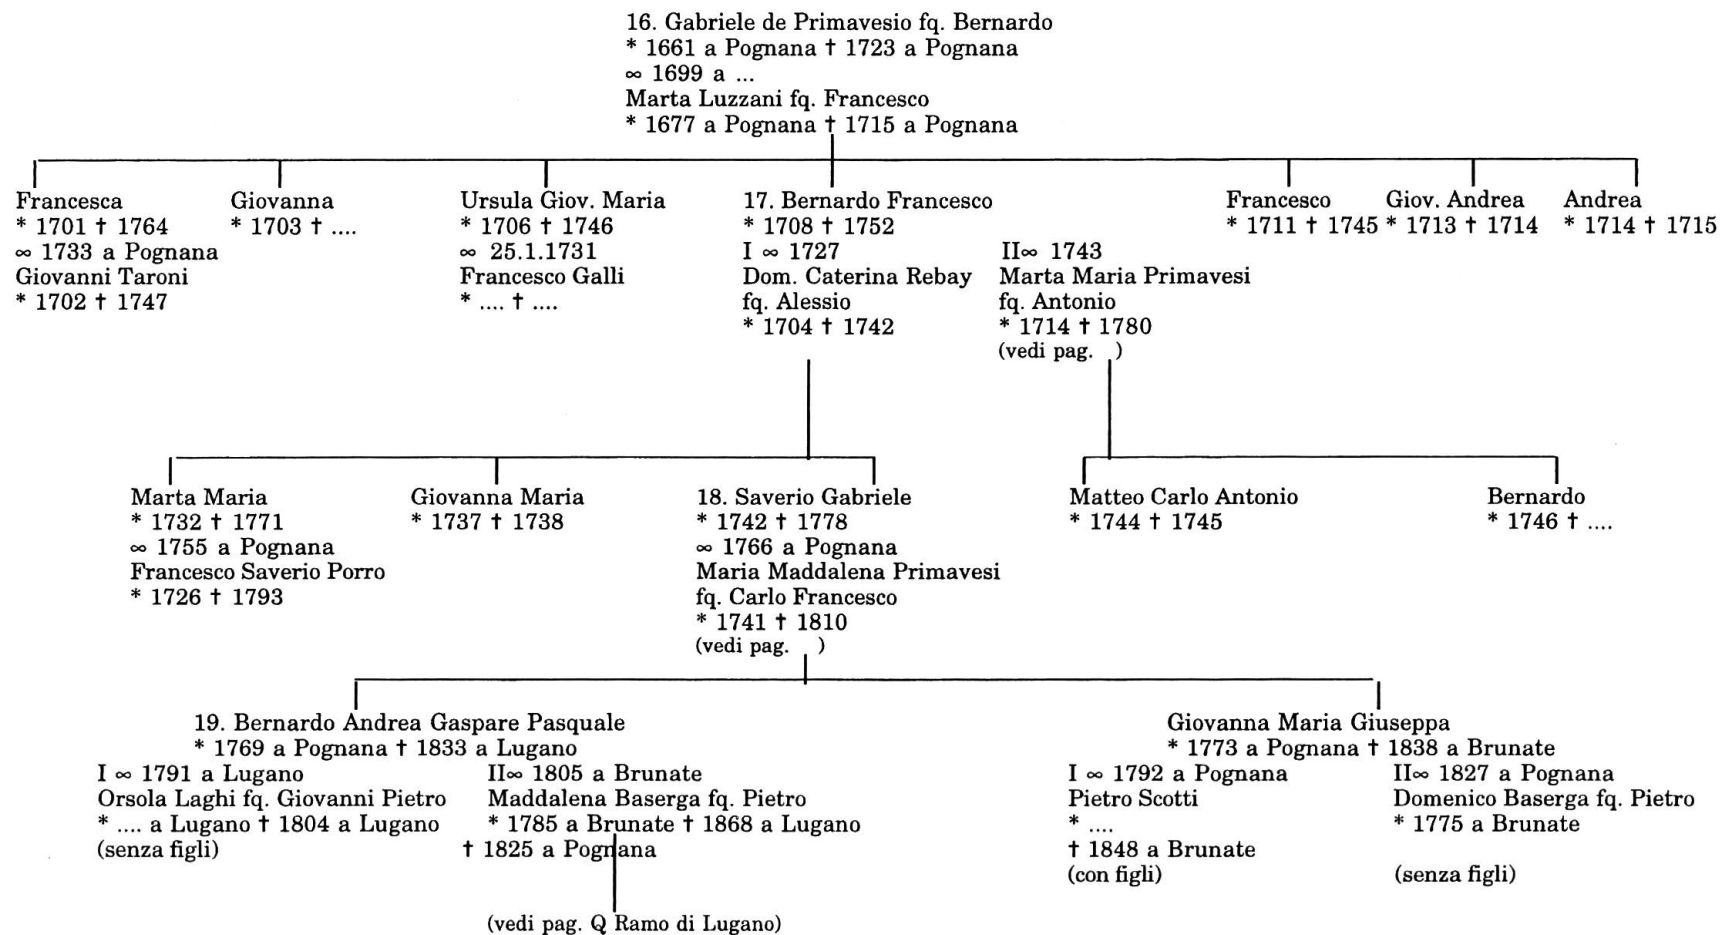 16. Gabriele de Primavesio fq. Bernardo
* 1661 a Pognana † 1723 a Pognana
∞ 1699 a ...
Marta Luzzani fq. Francesco
* 1677 a Pognana † 1715 a Pognana
Francesca
* 1701 † 1764
∞ 1733 a Pognana
Giovanni Taroni
* 1702 † 1747
Giovanna
* 1703 † ....
Ursula Giov. Maria
* 1706 † 1746
∞ 25.1.1731
Francesco Galli
* .... † ....
17. Bernardo Francesco
* 1708 † 1752
I ∞ 1727
Dom. Caterina Rebay
fq. Alessio
* 1704 † 1742
II∞ 1743
Marta Maria Primavesi
fq. Antonio
* 1714 † 1780
(vedi pag. )
Francesco
* 1711 † 1745
Giov. Andrea
* 1713 † 1714
Andrea
* 1714 † 1715
Marta Maria
* 1732 † 1771
∞ 1755 a Pognana
Francesco Saverio Porro
* 1726 † 1793
Giovanna Maria
* 1737 † 1738
18. Saverio Gabriele
* 1742 † 1778
∞ 1766 a Pognana
Maria Maddalena Primavesi
fq. Carlo Francesco
* 1741 † 1810
(vedi pag. )
Matteo Carlo Antonio
* 1744 † 1745
Bernardo
* 1746 † ....
19. Bernardo Andrea Gaspare Pasquale
* 1769 a Pognana † 1833 a Lugano
I ∞ 1791 a Lugano
Orsola Laghi fq. Giovanni Pietro
* .... a Lugano † 1804 a Lugano
(senza figli)
II∞ 1805 a Brunate
Maddalena Baserga fq. Pietro
* 1785 a Brunate † 1868 a Lugano
† 1825 a Pognana
(vedi pag. Q Ramo di Lugano)
Giovanna Maria Giuseppa
* 1773 a Pognana † 1838 a Brunate
I ∞ 1792 a Pognana
Pietro Scotti
* ....
† 1848 a Brunate
(con figli)
II∞ 1827 a Pognana
Domenico Baserga fq. Pietro
* 1775 a Brunate
(senza figli)